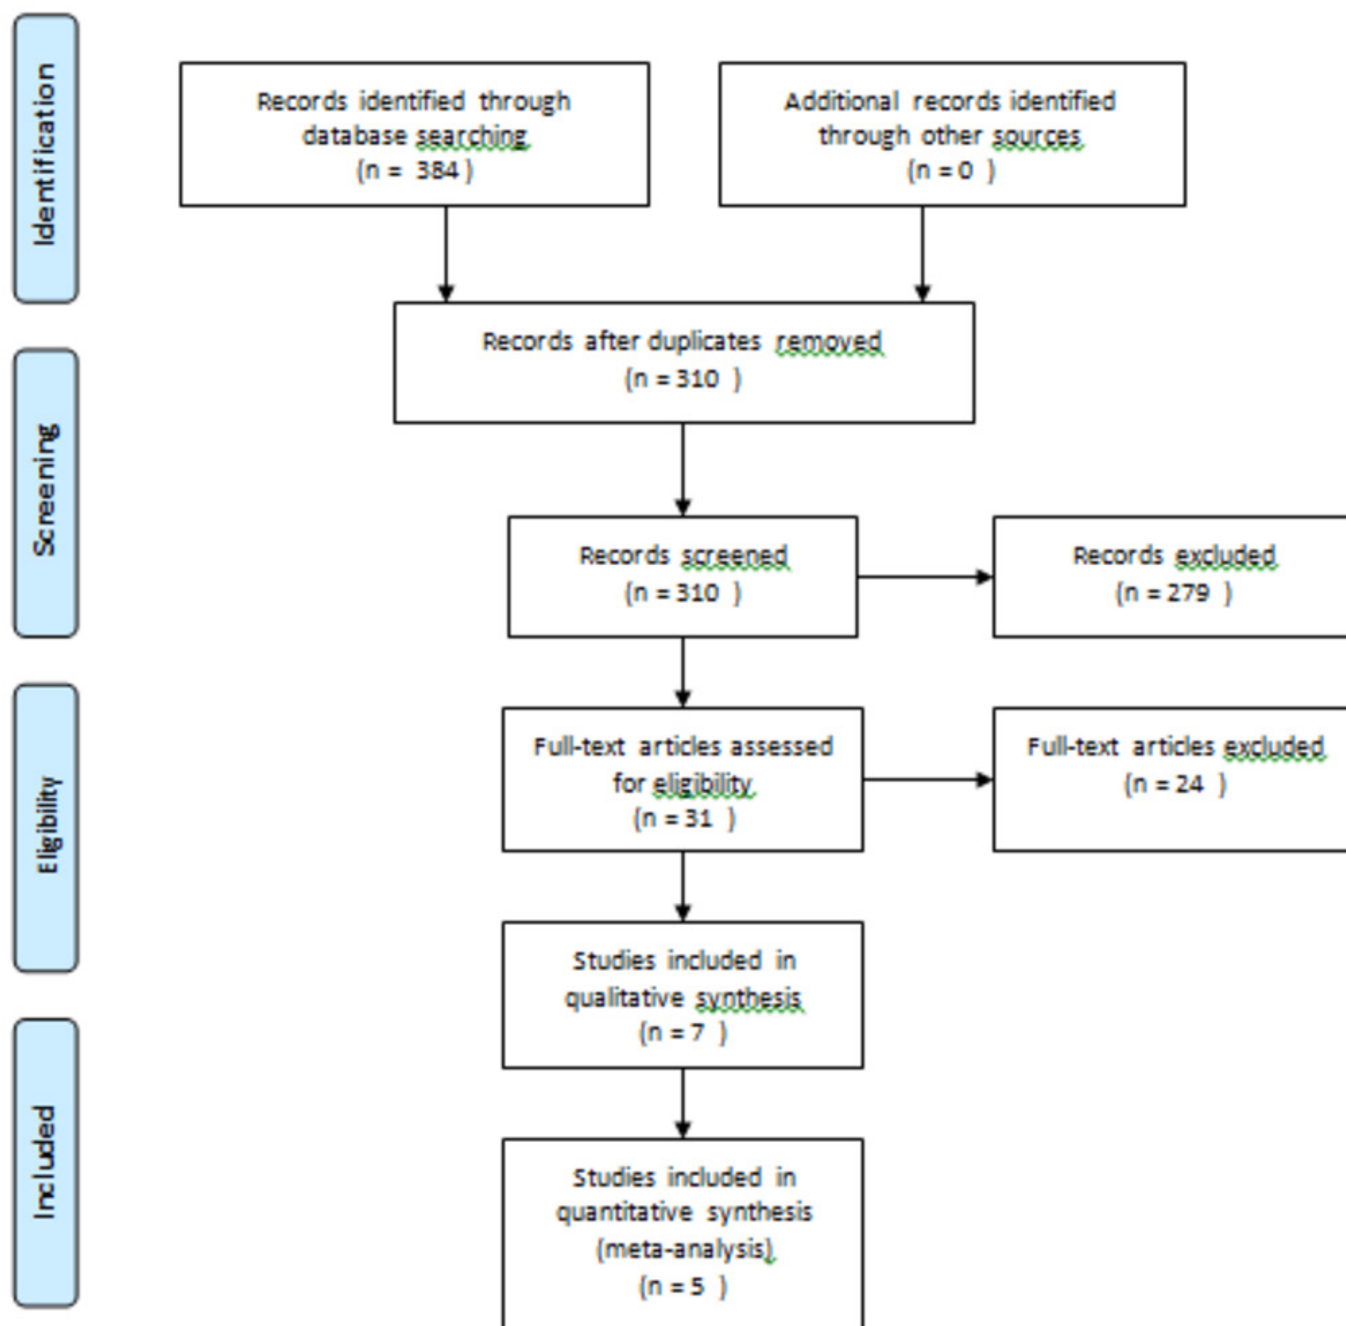 Identification
Records identified through
database searching
(n = 384 )
Additional records identified
through other sources
(n = 0 )
Records after duplicates removed
(n = 310 )
Screening
Records screened
(n = 310 )
Records excluded
(n = 279 )
Eligibility
Full-text articles assessed
for eligibility
(n = 31 )
Full-text articles excluded
(n = 24 )
Studies included in
qualitative synthesis
(n = 7 )
Included
Studies included in
quantitative synthesis
(meta-analysis)
(n = 5 )